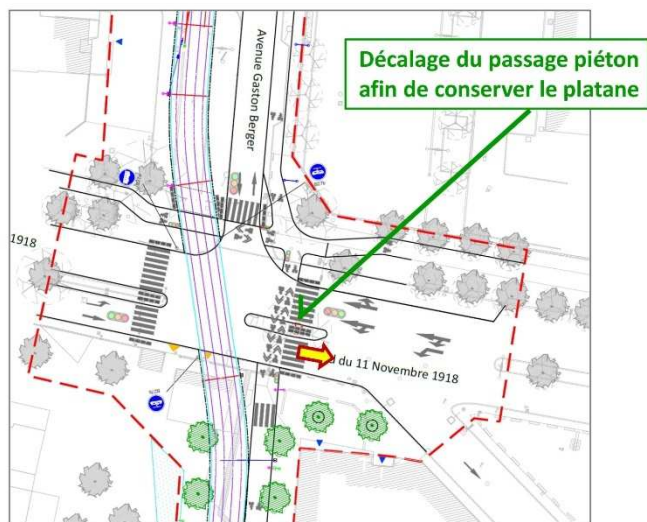 Décalage du passage piéton
afin de conserver le platane
Avenue Gaston Berger
1918
d du 11 Novembre 1918